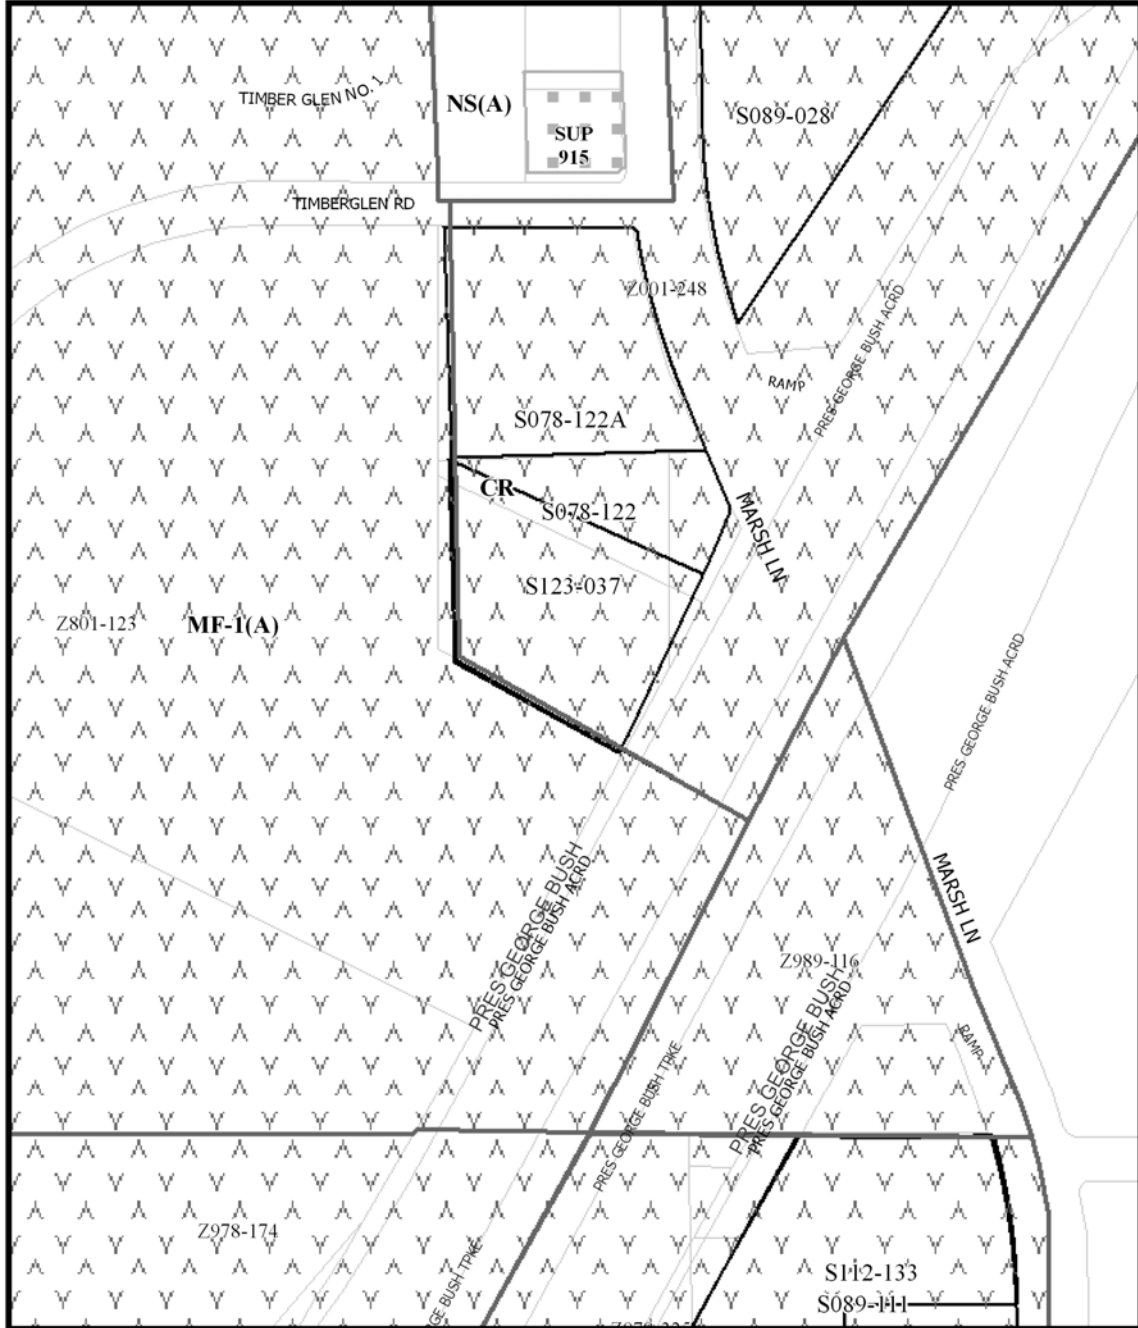 TIMBER GLEN NO. 1
NS(A)
SUP
915
S089-028
TIMBERGLEN RD
Z001-248
PRES GEORGE BUSH ACRD
RAMP
S078-122A
CR
S078-122
MARSH LN
S123-037
Z801-123
MF-1(A)
PRES GEORGE BUSH ACRD
PRES GEORGE BUSH
PRES GEORGE BUSH ACRD
MARSH LN
Z989-116
PRES GEORGE BUSH
PRES GEORGE BUSH ACRD
RAMP
PRES GEORGE BUSH TPKE
Z978-174
GE BUSH TPKE
S112-133
S089-111